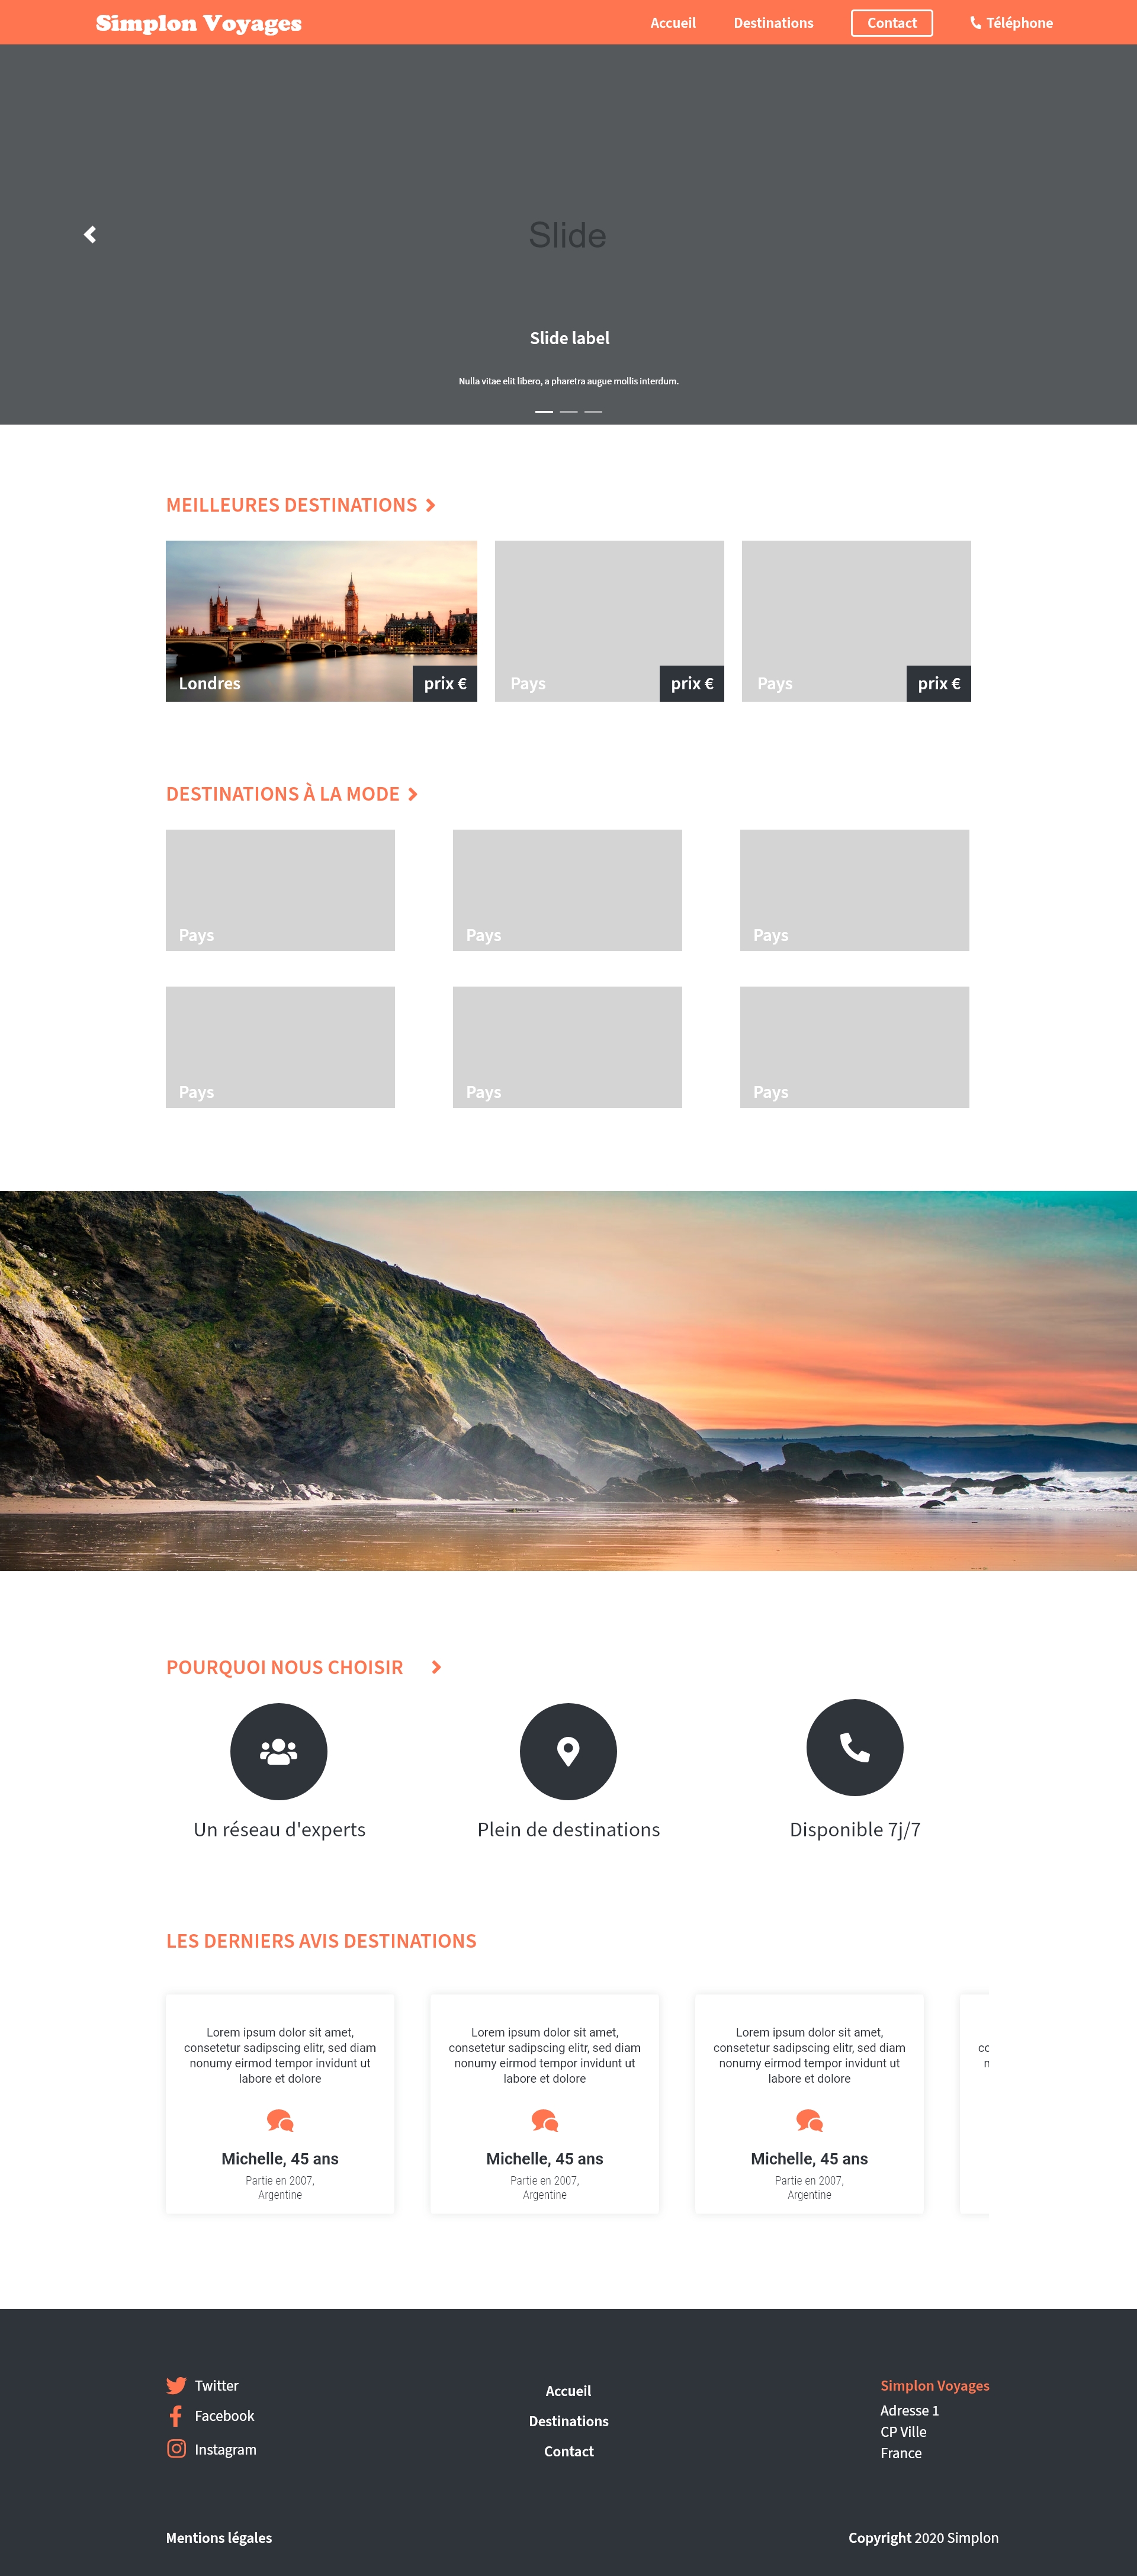 Simplon Voyages
Accueil Destinations Contact Téléphone
Slide
Slide label
Nulla vitae elit libero, a pharetra augue mollis interdum.
MEILLEURES DESTINATIONS
Londres prix € Pays prix € Pays prix €
DESTINATIONS À LA MODE
Pays Pays Pays
Pays Pays Pays
POURQUOI NOUS CHOISIR
Un réseau d'experts Plein de destinations Disponible 7j/7
LES DERNIERS AVIS DESTINATIONS
Lorem ipsum dolor sit amet,
consetetur sadipscing elitr, sed diam
nonumy eirmod tempor invidunt ut
labore et dolore
Michelle, 45 ans
Partie en 2007,
Argentine
Lorem ipsum dolor sit amet,
consetetur sadipscing elitr, sed diam
nonumy eirmod tempor invidunt ut
labore et dolore
Michelle, 45 ans
Partie en 2007,
Argentine
Lorem ipsum dolor sit amet,
consetetur sadipscing elitr, sed diam
nonumy eirmod tempor invidunt ut
labore et dolore
Michelle, 45 ans
Partie en 2007,
Argentine
Twitter
Facebook
Instagram
Accueil
Destinations
Contact
Simplon Voyages
Adresse 1
CP Ville
France
Mentions légales
Copyright 2020 Simplon